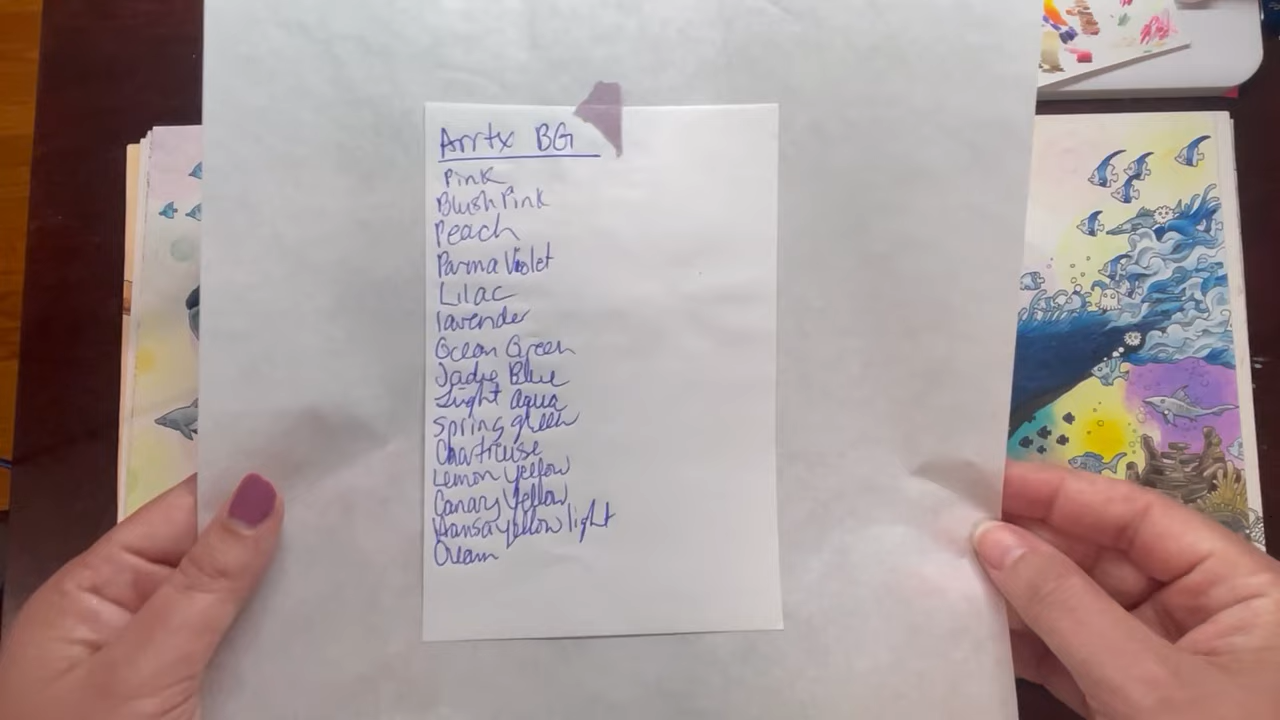 Arrtx BG
Pink
Blush Pink
Peach
Parma Violet
Lilac
lavender
Ocean Green
Jade Blue
Light aqua
Spring green
Chartreuse
Lemon yellow
Canary Yellow
Hansa yellow light
Cream